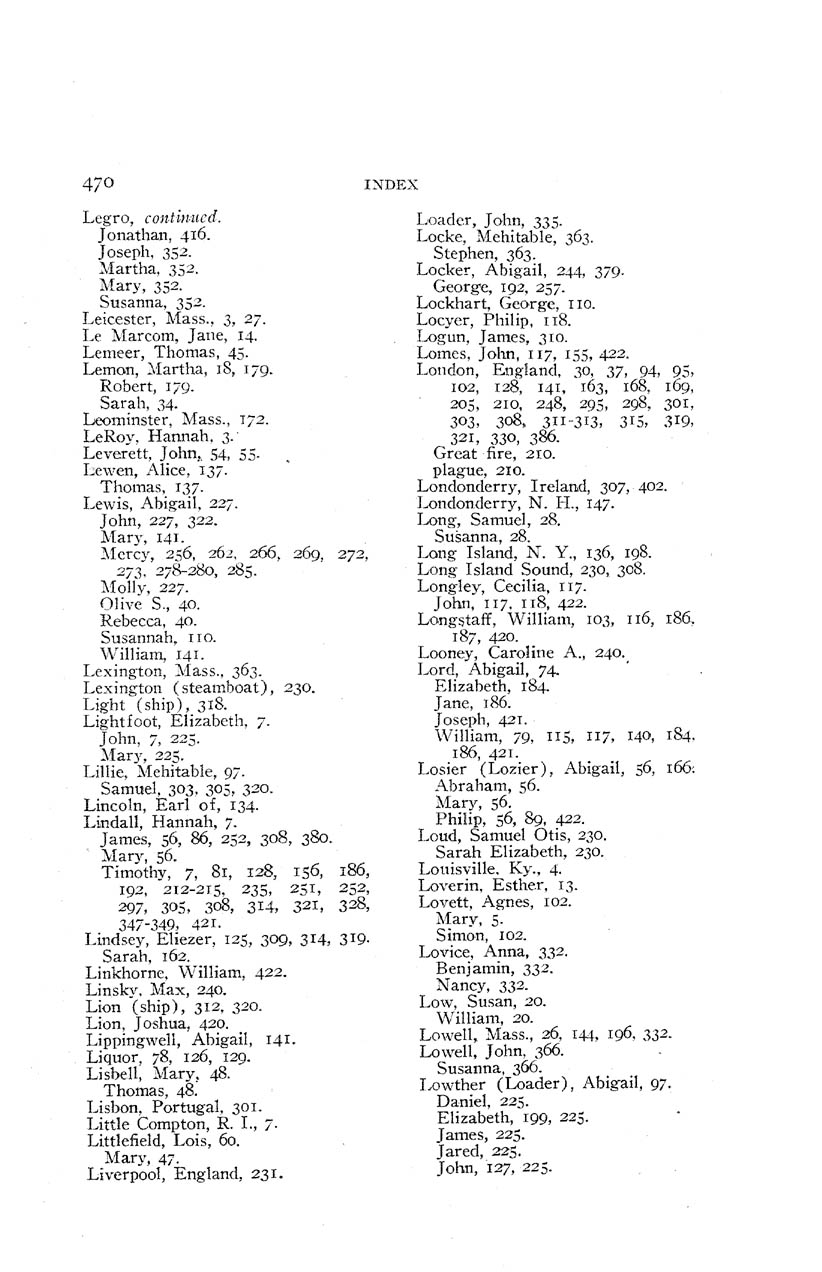 470 INDEX
Legro, continued.
Jonathan, 416.
Joseph, 352.
Martha, 352.
Mary, 352.
Susanna, 352.
Leicester, Mass., 3, 27.
Le Marcom, Jane, 14.
Lemeer, Thomas, 45.
Lemon, Martha, 18, 179.
Robert, 179.
Sarah, 34.
Leominster, Mass., 172.
LeRoy, Hannah, 3.
Leverett, John, 54, 55.
Lewen, Alice, 137.
Thomas, 137.
Lewis, Abigail, 227.
John, 227, 322.
Mary, 141.
Mercy, 256, 262, 266, 269, 272,
273, 278-280, 285.
Molly, 227.
Olive S., 40.
Rebecca, 40.
Susannah, 110.
William, 141.
Lexington, Mass., 363.
Lexington (steamboat), 230.
Light (ship), 318.
Lightfoot, Elizabeth, 7.
John, 7, 225.
Mary, 225.
Lillie, Mehitable, 97.
Samuel, 303, 305, 320.
Lincoln, Earl of, 134.
Lindall, Hannah, 7.
James, 56, 86, 252, 308, 380.
Mary, 56.
Timothy, 7, 81, 128, 156, 186,
192, 212-215, 235, 251, 252,
297, 305, 308, 314, 321, 328,
347-349, 421.
Lindsey, Eliezer, 125, 309, 314, 319.
Sarah, 162.
Linkhorne, William, 422.
Linsky, Max, 240.
Lion (ship), 312, 320.
Lion, Joshua, 420.
Lippingwell, Abigail, 141.
Liquor, 78, 126, 129.
Lisbell, Mary, 48.
Thomas, 48.
Lisbon, Portugal, 301.
Little Compton, R. I., 7.
Littlefield, Lois, 60.
Mary, 47.
Liverpool, England, 231.
Loader, John, 335.
Locke, Mehitable, 363.
Stephen, 363.
Locker, Abigail, 244, 379.
George, 192, 257.
Lockhart, George, 110.
Locyer, Philip, 118.
Logun, James, 310.
Lomes, John, 117, 155, 422.
London, England, 30, 37, 94, 95,
102, 128, 141, 163, 168, 169,
205, 210, 248, 295, 298, 301,
303, 308, 311-313, 315, 319,
321, 330, 386.
Great fire, 210.
plague, 210.
Londonderry, Ireland, 307, 402.
Londonderry, N. H., 147.
Long, Samuel, 28.
Susanna, 28.
Long Island, N. Y., 136, 198.
Long Island Sound, 230, 308.
Longley, Cecilia, 117.
John, 117, 118, 422.
Longstaff, William, 103, 116, 186,
187, 420.
Looney, Caroline A., 240.
Lord, Abigail, 74.
Elizabeth, 184.
Jane, 186.
Joseph, 421.
William, 79, 115, 117, 140, 184,
186, 421.
Losier (Lozier), Abigail, 56, 166.
Abraham, 56.
Mary, 56.
Philip, 56, 89, 422.
Loud, Samuel Otis, 230.
Sarah Elizabeth, 230.
Louisville, Ky., 4.
Loverin, Esther, 13.
Lovett, Agnes, 102.
Mary, 5.
Simon, 102.
Lovice, Anna, 332.
Benjamin, 332.
Nancy, 332.
Low, Susan, 20.
William, 20.
Lowell, Mass., 26, 144, 196, 332.
Lowell, John, 366.
Susanna, 366.
Lowther (Loader), Abigail, 97.
Daniel, 225.
Elizabeth, 199, 225.
James, 225.
Jared, 225.
John, 127, 225.